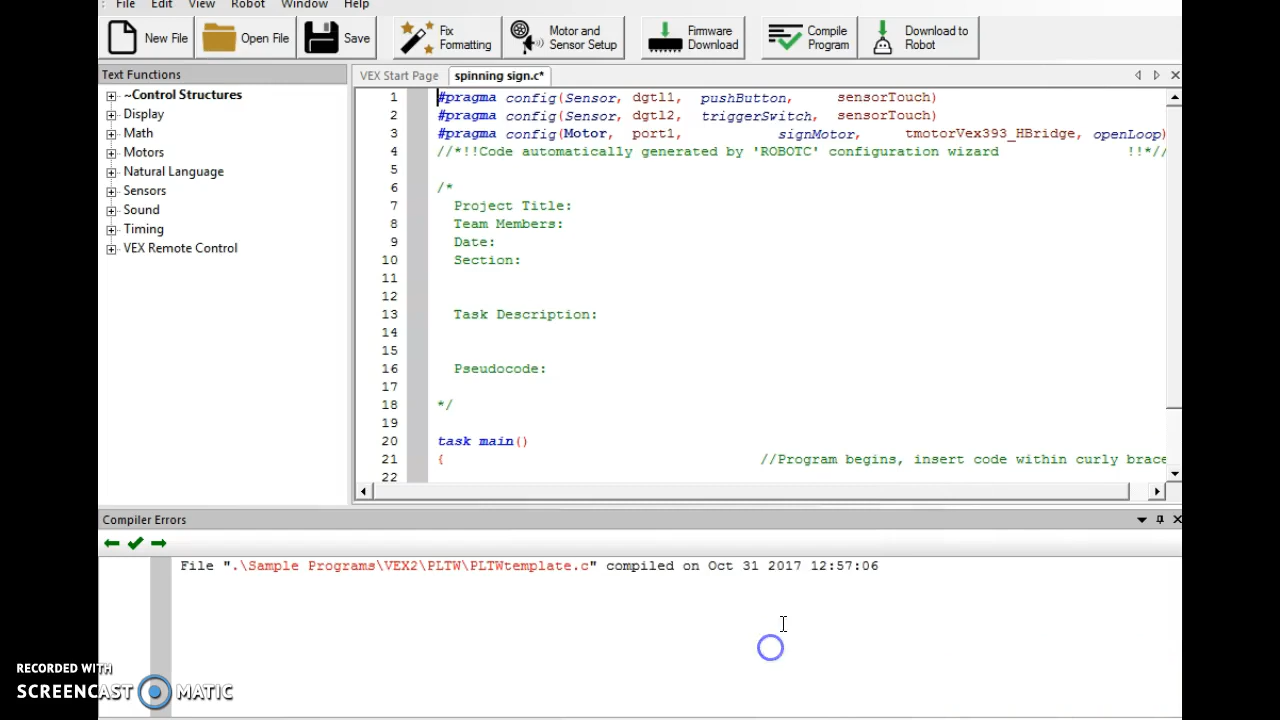 File Edit View Robot Window Help
New File Open File Save Fix Formatting Motor and Sensor Setup Firmware Download Compile Program Download to Robot
Text Functions
VEX Start Page spinning sign.c*
~Control Structures
Display
Math
Motors
Natural Language
Sensors
Sound
Timing
VEX Remote Control
1 #pragma config(Sensor, dgtl1, pushButton, sensorTouch)
2 #pragma config(Sensor, dgtl2, triggerSwitch, sensorTouch)
3 #pragma config(Motor, port1, signMotor, tmotorVex393_HBridge, openLoop)
4 //*!!Code automatically generated by 'ROBOTC' configuration wizard !!*//
5
6 /*
7 Project Title:
8 Team Members:
9 Date:
10 Section:
11
12
13 Task Description:
14
15
16 Pseudocode:
17
18 */
19
20 task main()
21 { //Program begins, insert code within curly brace
22
Compiler Errors
File ".\Sample Programs\VEX2\PLTW\PLTWtemplate.c" compiled on Oct 31 2017 12:57:06
RECORDED WITH
SCREENCAST MATIC